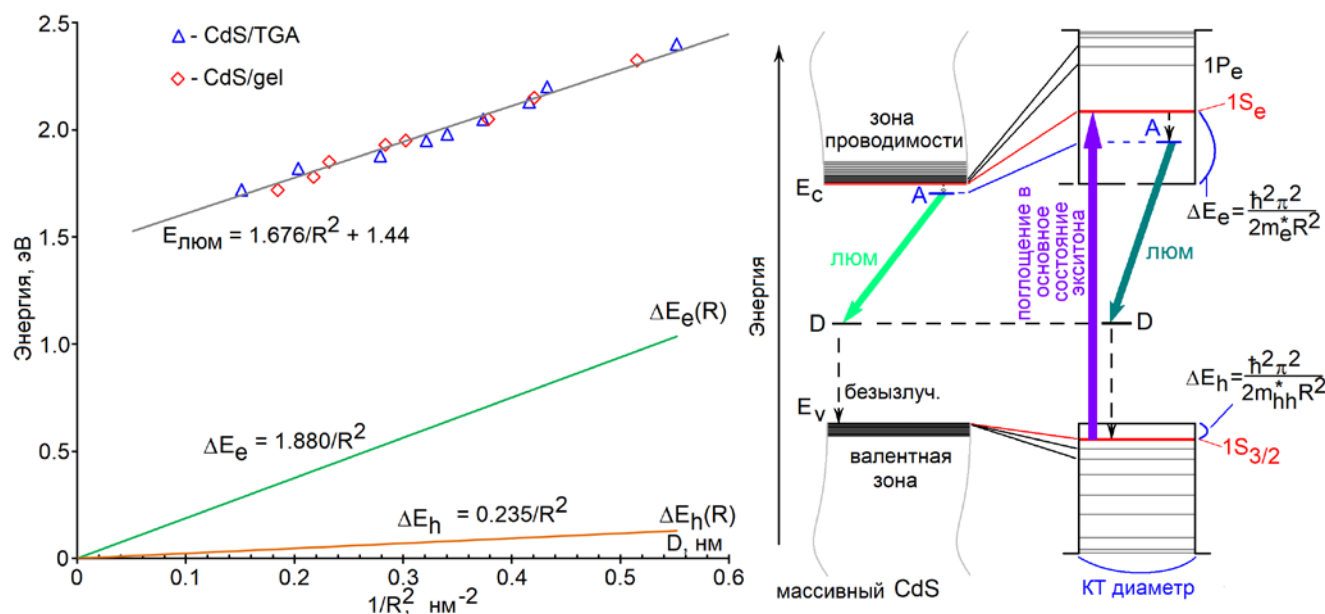 2.5
2.0
1.5
1.0
0.5
0
Энергия, эВ
△ - CdS/TGA
◇ - CdS/gel
Eлюм = 1.676/R² + 1.44
ΔEe(R)
ΔEe = 1.880/R²
ΔEh = 0.235/R²
ΔEh(R)
D, нм
0 0.1 0.2 0.3 0.4 0.5 0.6
1/R², нм⁻²
Энергия
зона
проводимости
Ec
A
люм
D
безызлуч.
Ev
валентная
зона
массивный CdS
поглощение в
основное
состояние
экситона
1Pe
1Se
A
ΔEe = ħ²π² / 2m*eR²
люм
D
ΔEh = ħ²π² / 2m*hhR²
1S3/2
КТ диаметр